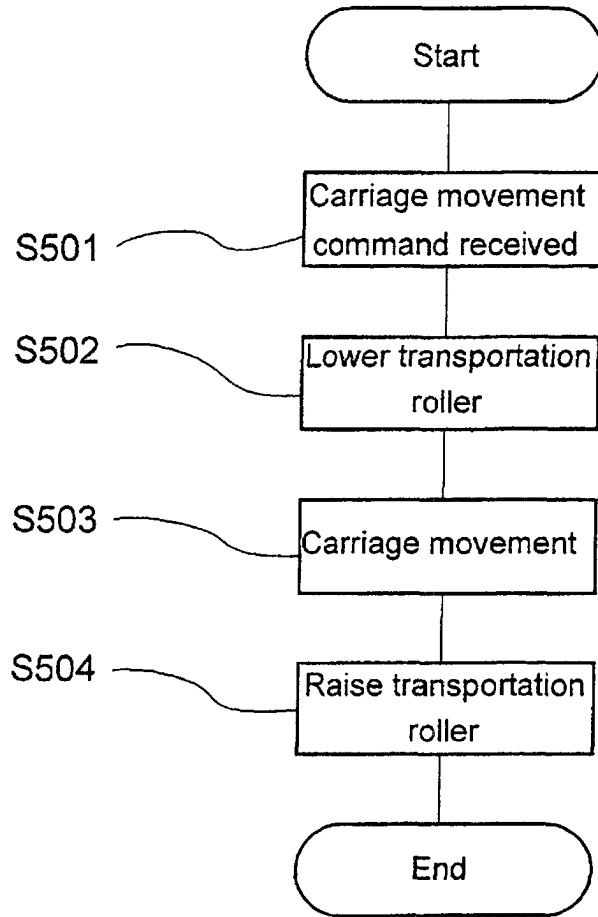 Start
S501
Carriage movement
command received
S502
Lower transportation
roller
S503
Carriage movement
S504
Raise transportation
roller
End